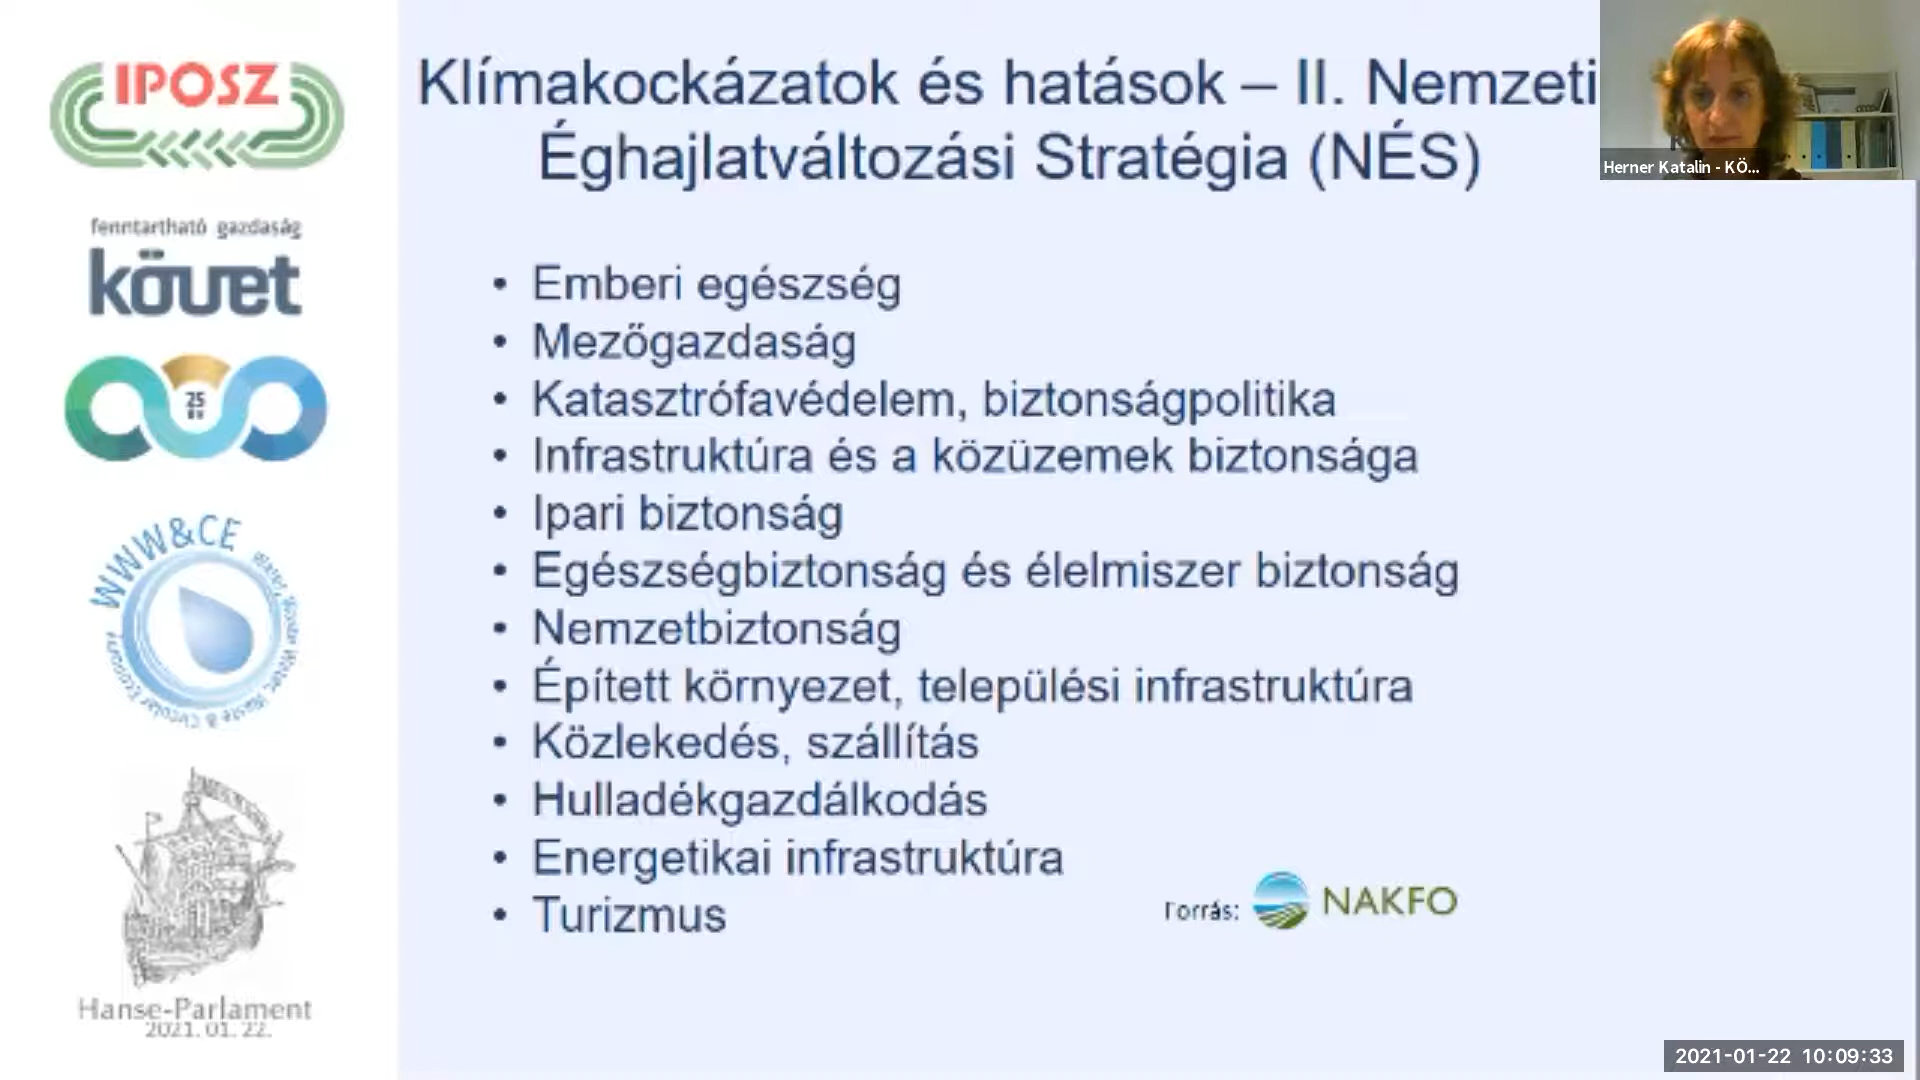 IPOSZ
fenntartható gazdaság
követ
25
ÉV
WWW&CE
Hanse-Parlament
2021. 01. 22.
Klímakockázatok és hatások – II. Nemzeti
Éghajlatváltozási Stratégia (NÉS)
• Emberi egészség
• Mezőgazdaság
• Katasztrófavédelem, biztonságpolitika
• Infrastruktúra és a közüzemek biztonsága
• Ipari biztonság
• Egészségbiztonság és élelmiszer biztonság
• Nemzetbiztonság
• Épített környezet, települési infrastruktúra
• Közlekedés, szállítás
• Hulladékgazdálkodás
• Energetikai infrastruktúra
• Turizmus
Forrás: NAKFO
Herner Katalin - KÖ...
2021-01-22 10:09:33